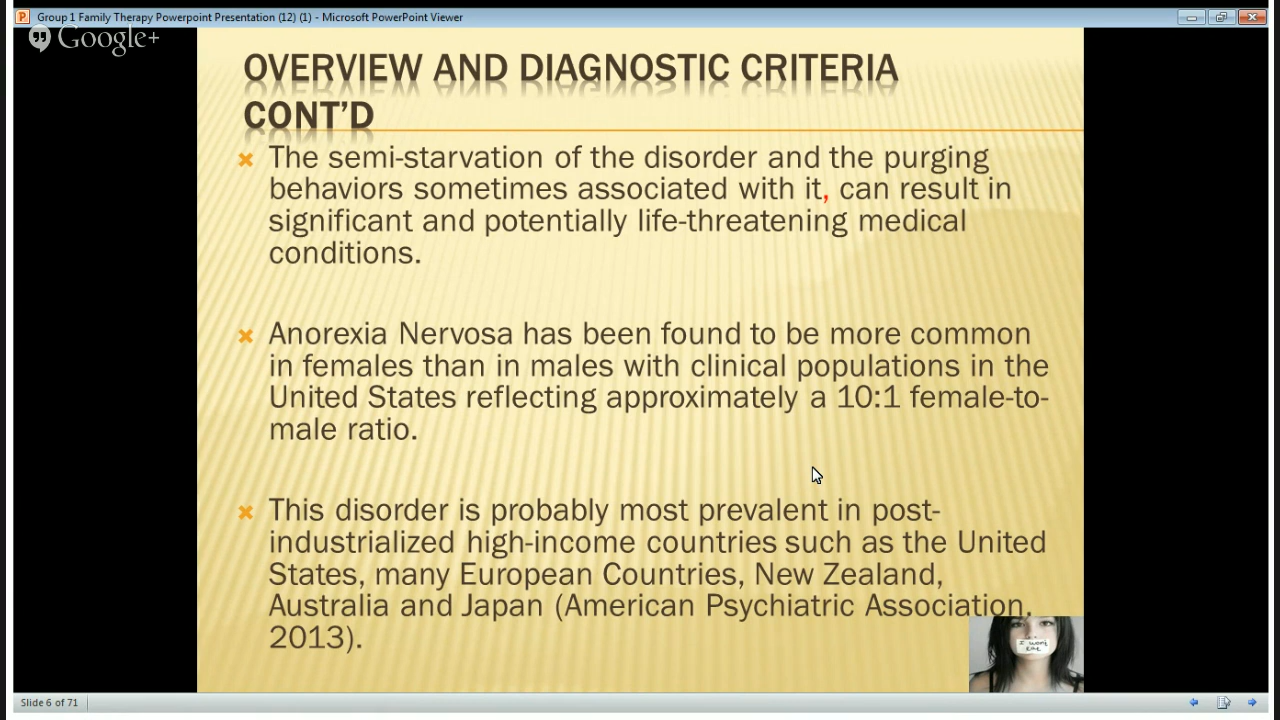 Group 1 Family Therapy Powerpoint Presentation (12) (1) - Microsoft PowerPoint Viewer
Google+
OVERVIEW AND DIAGNOSTIC CRITERIA
CONT'D
The semi-starvation of the disorder and the purging
behaviors sometimes associated with it, can result in
significant and potentially life-threatening medical
conditions.
Anorexia Nervosa has been found to be more common
in females than in males with clinical populations in the
United States reflecting approximately a 10:1 female-to-
male ratio.
This disorder is probably most prevalent in post-
industrialized high-income countries such as the United
States, many European Countries, New Zealand,
Australia and Japan (American Psychiatric Association,
2013).
I won't
eat
Slide 6 of 71